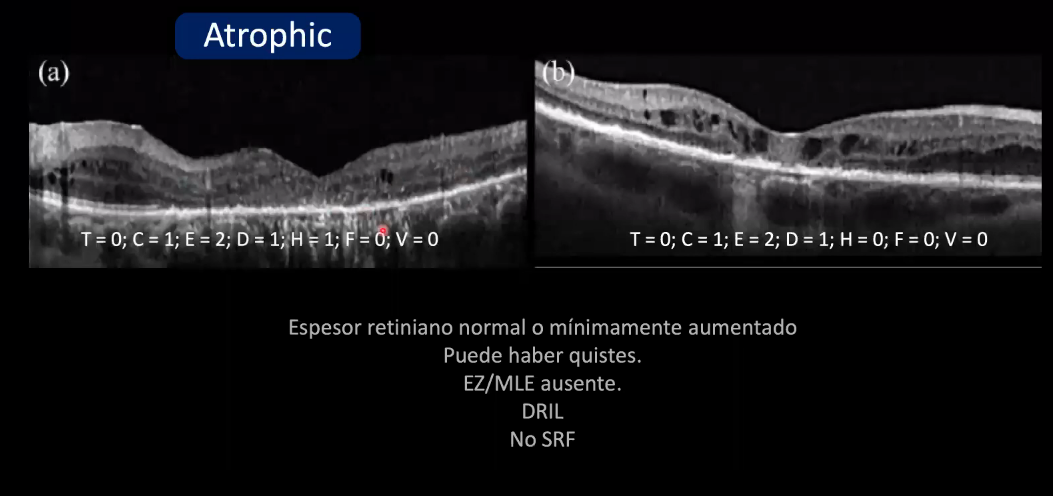 Atrophic
(a)
(b)
T = 0; C = 1; E = 2; D = 1; H = 1; F = 0; V = 0
T = 0; C = 1; E = 2; D = 1; H = 0; F = 0; V = 0
Espesor retiniano normal o mínimamente aumentado
Puede haber quistes.
EZ/MLE ausente.
DRIL
No SRF